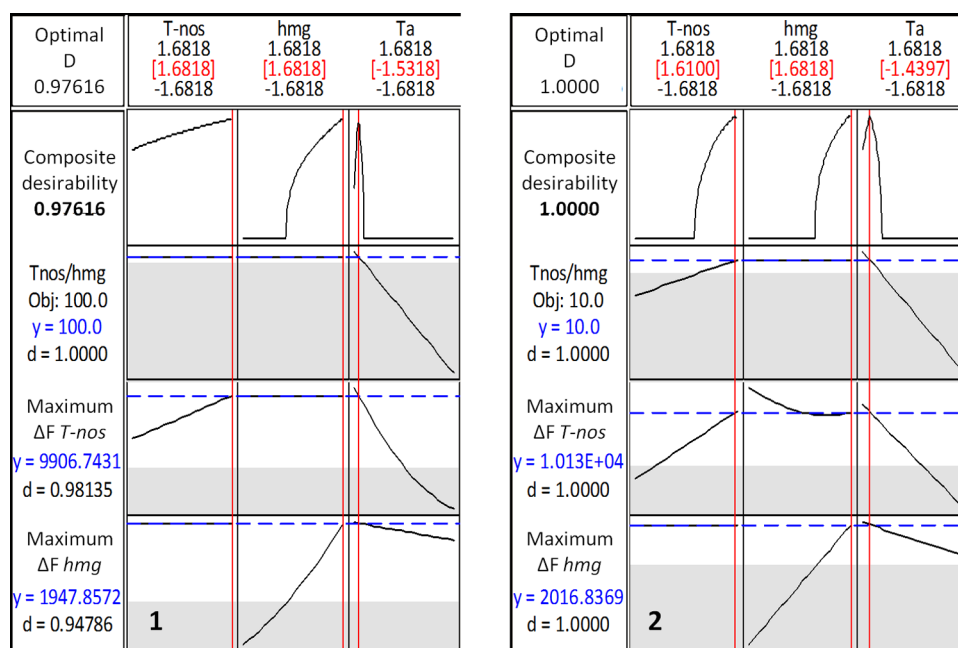 Optimal
D
0.97616
T-nos
1.6818
[1.6818]
-1.6818
hmg
1.6818
[1.6818]
-1.6818
Ta
1.6818
[-1.5318]
-1.6818
Composite
desirability
0.97616
Tnos/hmg
Obj: 100.0
y = 100.0
d = 1.0000
Maximum
ΔF T-nos
y = 9906.7431
d = 0.98135
Maximum
ΔF hmg
y = 1947.8572
d = 0.94786
1
Optimal
D
1.0000
T-nos
1.6818
[1.6100]
-1.6818
hmg
1.6818
[1.6818]
-1.6818
Ta
1.6818
[-1.4397]
-1.6818
Composite
desirability
1.0000
Tnos/hmg
Obj: 10.0
y = 10.0
d = 1.0000
Maximum
ΔF T-nos
y = 1.013E+04
d = 1.0000
Maximum
ΔF hmg
y = 2016.8369
d = 1.0000
2